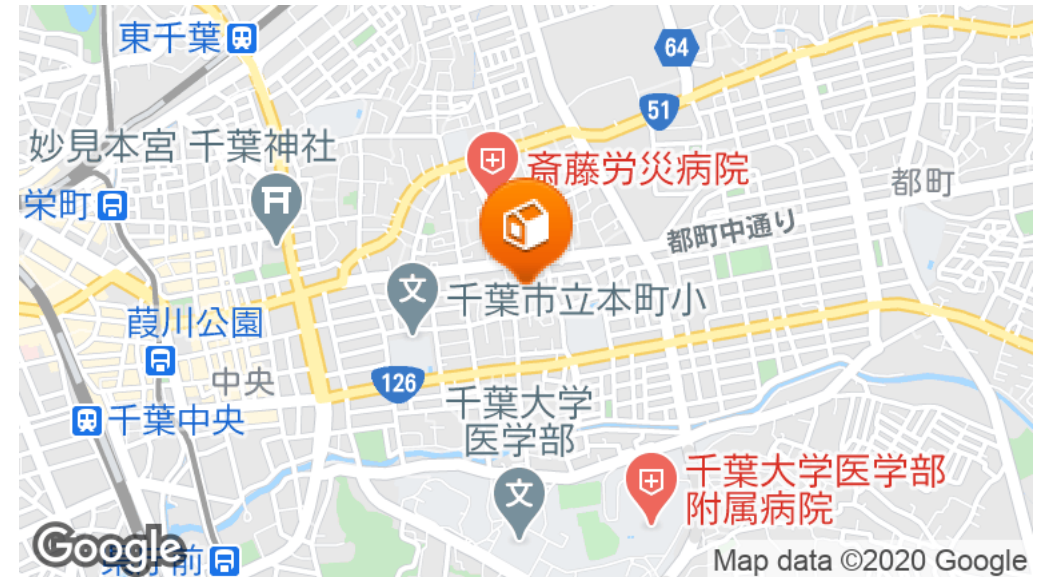 東千葉
64
51
妙見本宮 千葉神社
斎藤労災病院
都町
栄町
都町中通り
文
千葉市立本町小
葭川公園
中央
126
千葉中央
千葉大学
医学部
文
千葉大学医学部
附属病院
Google
前
Map data ©2020 Google